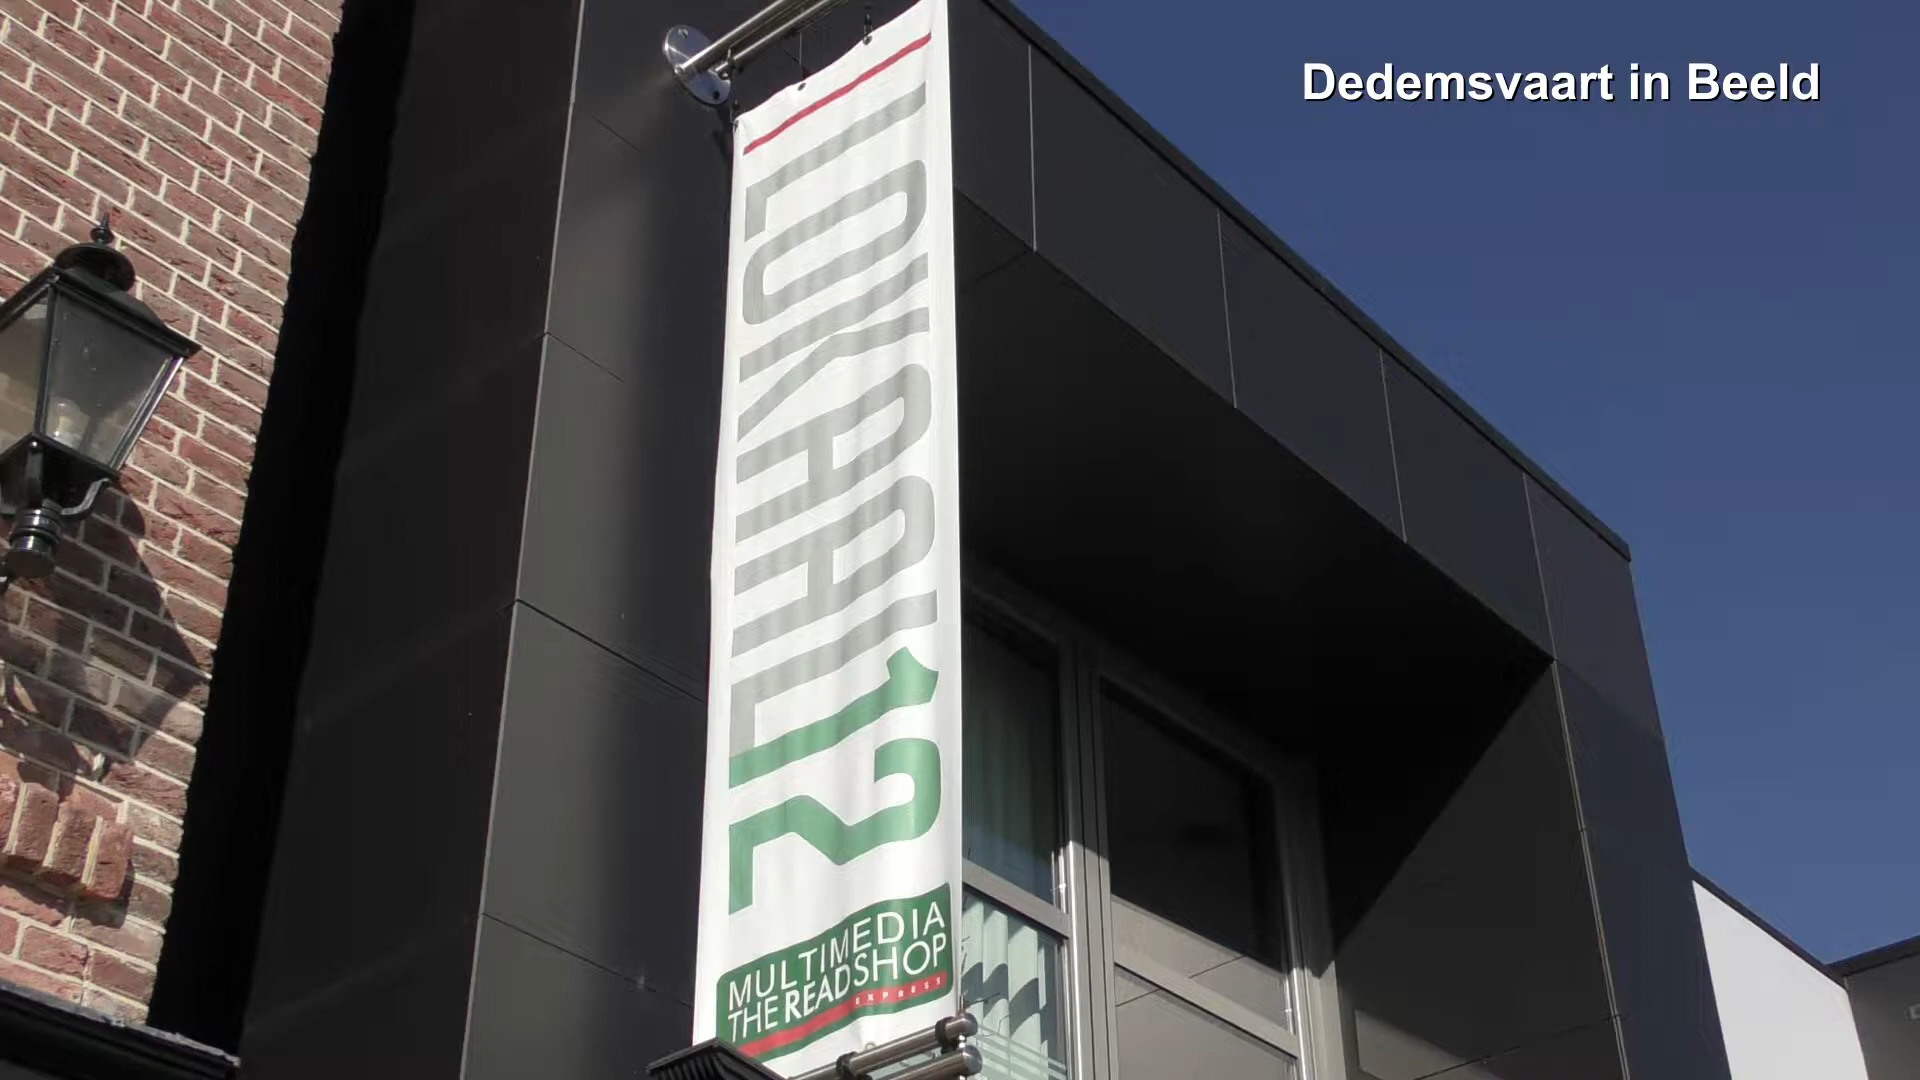 Dedemsvaart in Beeld
LOKAAL12
MULTIMEDIA
THE READSHOP
EXPRESS